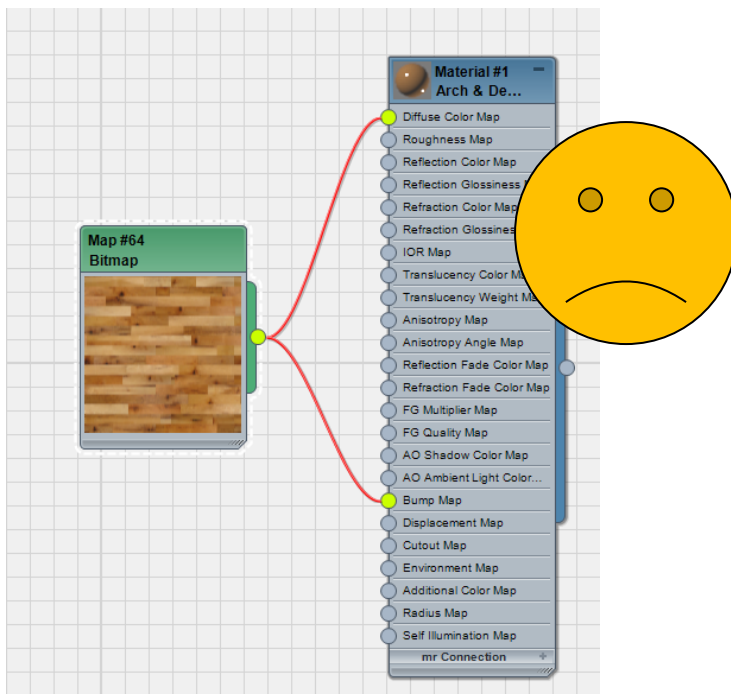 Material #1
Arch & De...
Diffuse Color Map
Roughness Map
Reflection Color Map
Reflection Glossiness
Refraction Color Map
Refraction Glossine
IOR Map
Translucency Color M
Translucency Weight M
Anisotropy Map
Anisotropy Angle Map
Reflection Fade Color Map
Refraction Fade Color Map
FG Multiplier Map
FG Quality Map
AO Shadow Color Map
AO Ambient Light Color...
Bump Map
Displacement Map
Cutout Map
Environment Map
Additional Color Map
Radius Map
Self Illumination Map
mr Connection
Map #64
Bitmap